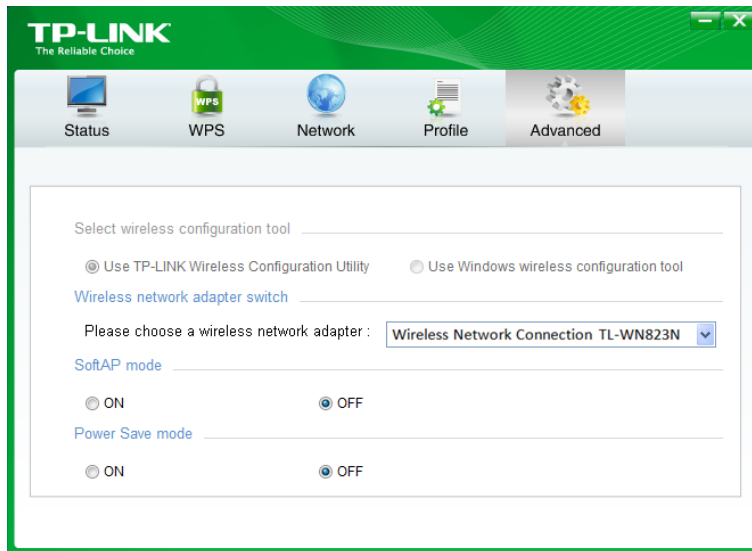 TP-LINK
The Reliable Choice
Status WPS Network Profile Advanced
WPS
Select wireless configuration tool
Use TP-LINK Wireless Configuration Utility Use Windows wireless configuration tool
Wireless network adapter switch
Please choose a wireless network adapter : Wireless Network Connection TL-WN823N
SoftAP mode
ON OFF
Power Save mode
ON OFF